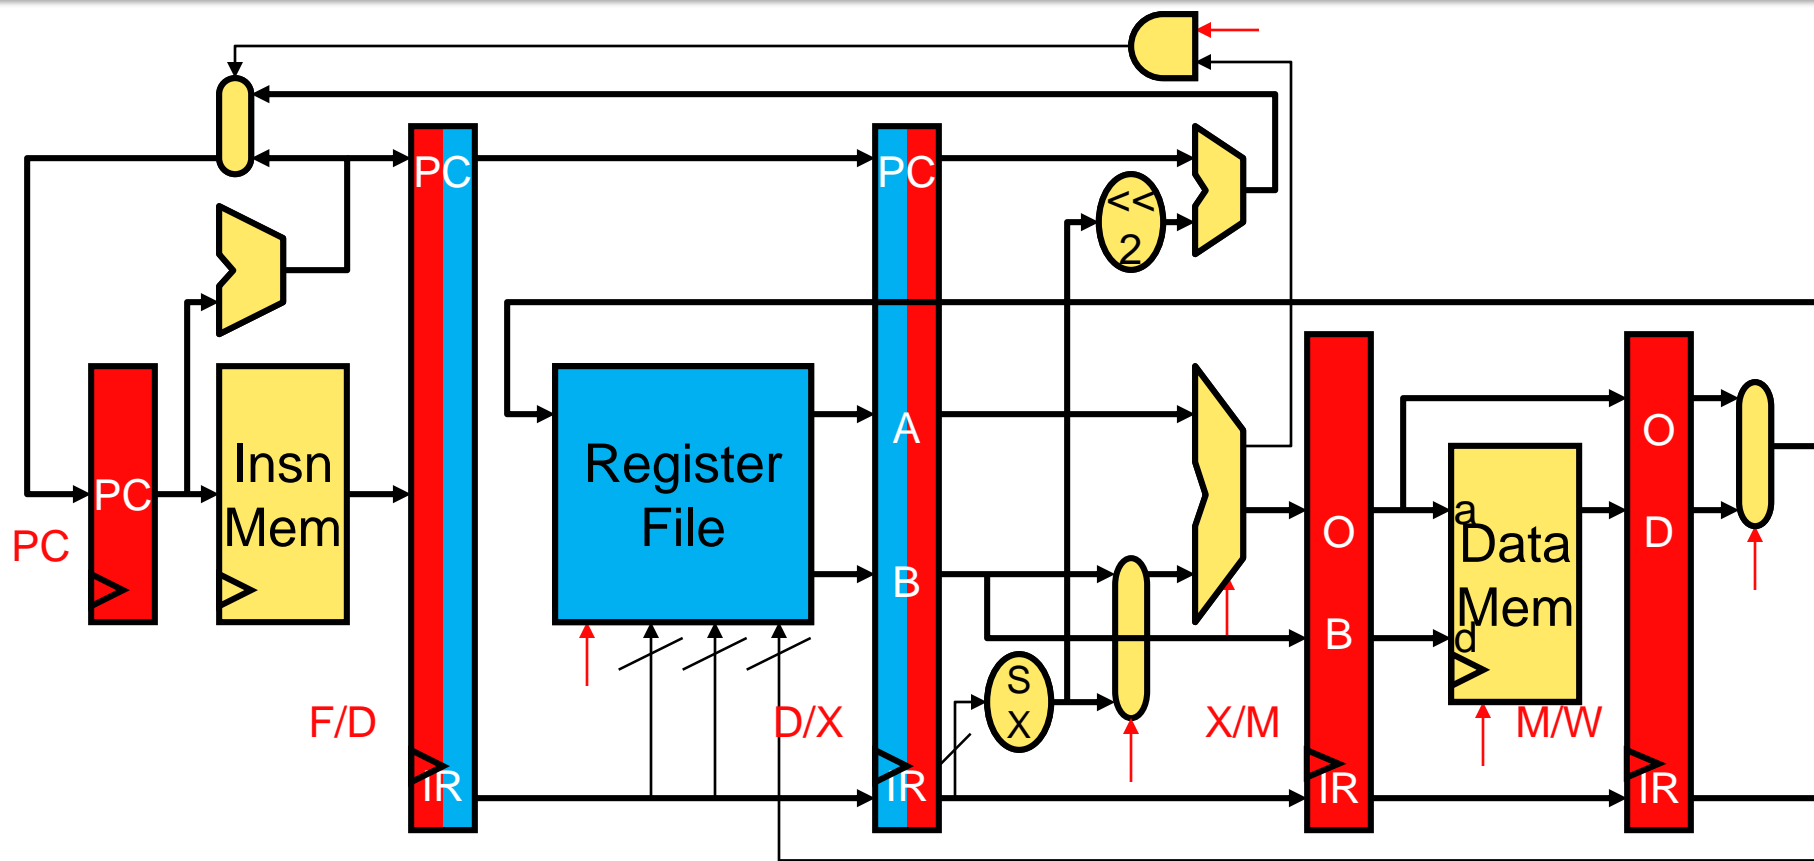 PC
PC
<<
2
A
Insn
Mem
Register
File
PC
PC
O
O
D
a
Data
Mem
d
B
B
S
X
F/D
D/X
X/M
M/W
IR
IR
IR
IR